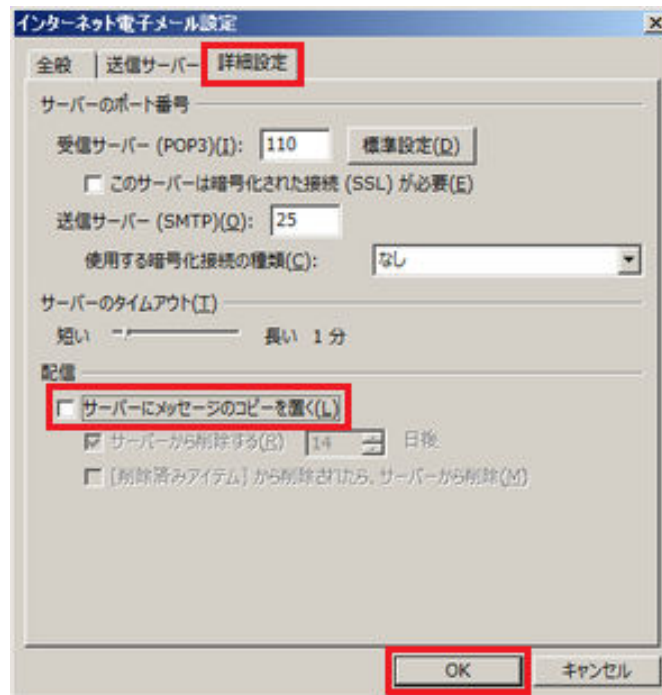 インターネット電子メール設定
全般 送信サーバー 詳細設定
サーバーのポート番号
受信サーバー (POP3)(I): 110 標準設定(D)
このサーバーは暗号化された接続 (SSL) が必要(E)
送信サーバー (SMTP)(O): 25
使用する暗号化接続の種類(C): なし
サーバーのタイムアウト(T)
短い 長い 1 分
配信
サーバーにメッセージのコピーを置く(L)
サーバーから削除する(R) 14 日後
[削除済みアイテム] から削除されたら、サーバーから削除(M)
OK キャンセル